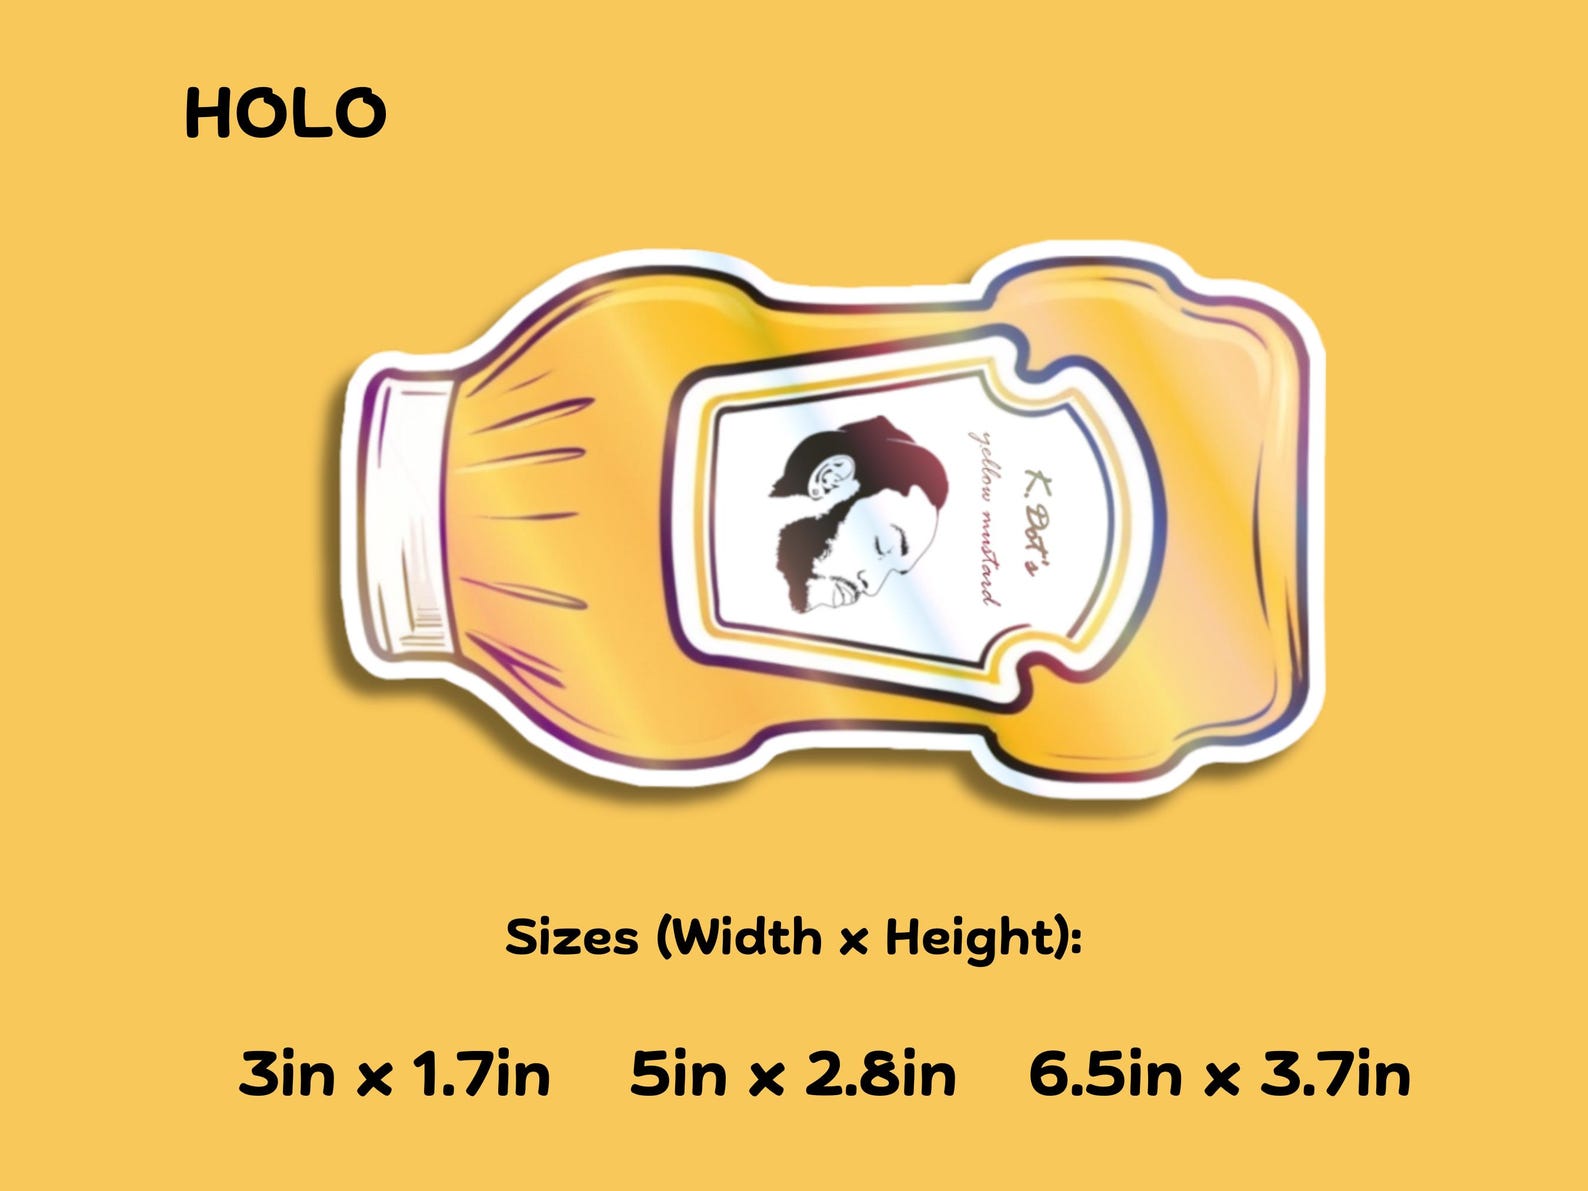 HOLO
K. Dot's
yellow mustard
Sizes (Width x Height):
3in x 1.7in 5in x 2.8in 6.5in x 3.7in